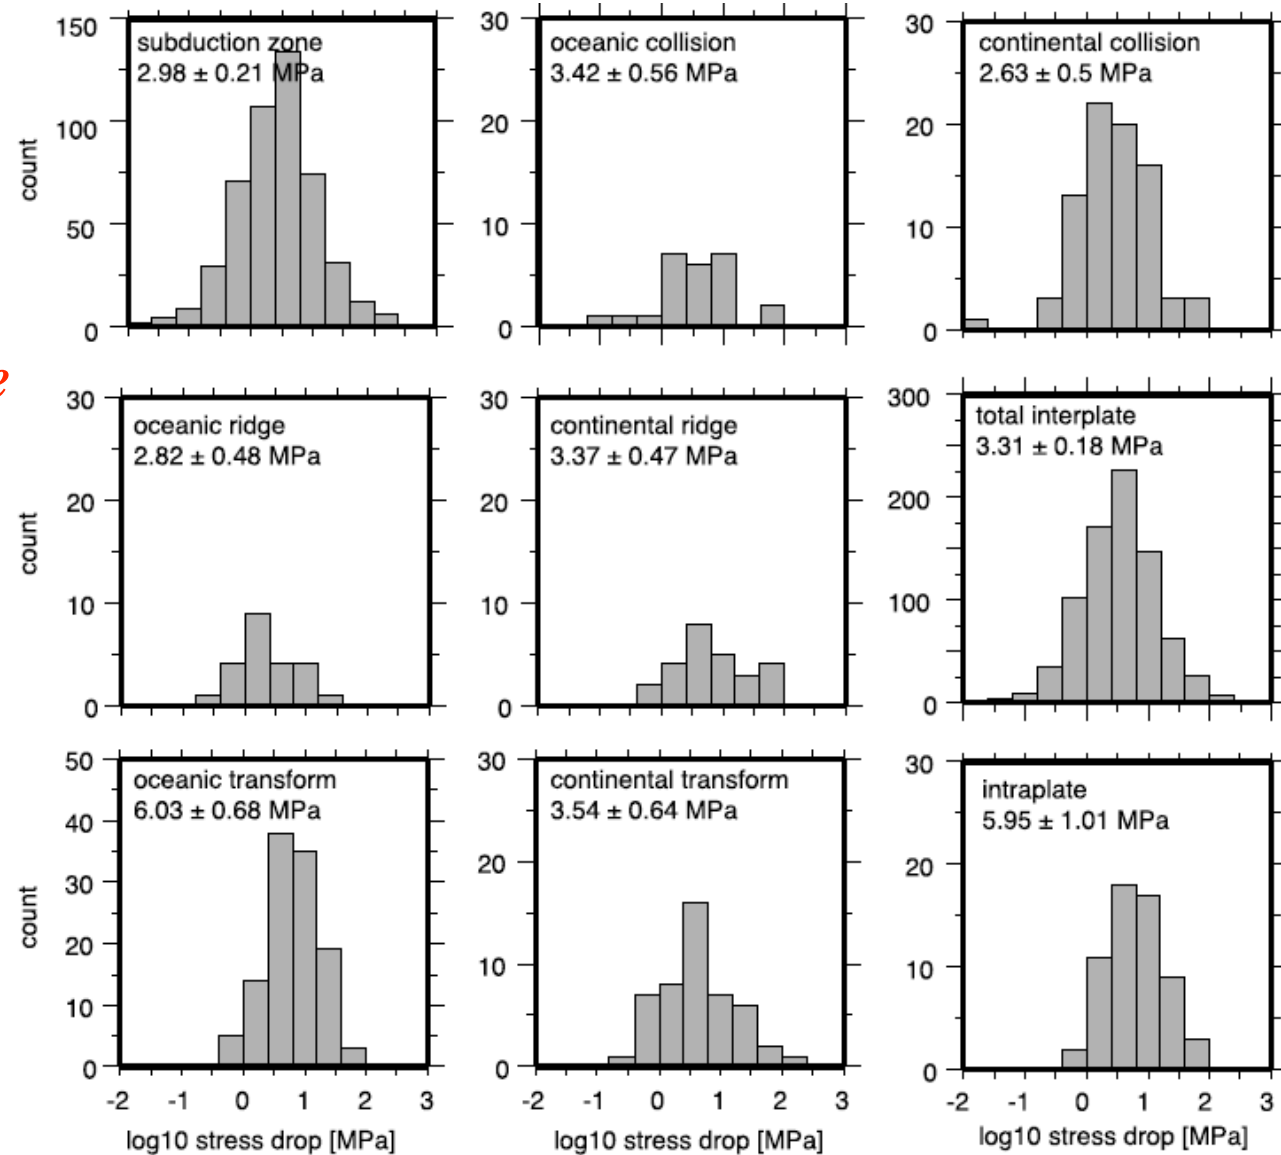 subduction zone
2.98 ± 0.21 MPa
150
100
50
0
count
oceanic collision
3.42 ± 0.56 MPa
30
20
10
0
continental collision
2.63 ± 0.5 MPa
30
20
10
0
e
oceanic ridge
2.82 ± 0.48 MPa
30
20
10
0
count
continental ridge
3.37 ± 0.47 MPa
30
20
10
0
total interplate
3.31 ± 0.18 MPa
300
200
100
0
oceanic transform
6.03 ± 0.68 MPa
50
40
30
20
10
0
count
-2 -1 0 1 2 3
log10 stress drop [MPa]
continental transform
3.54 ± 0.64 MPa
30
20
10
0
-2 -1 0 1 2 3
log10 stress drop [MPa]
intraplate
5.95 ± 1.01 MPa
30
20
10
0
-2 -1 0 1 2 3
log10 stress drop [MPa]